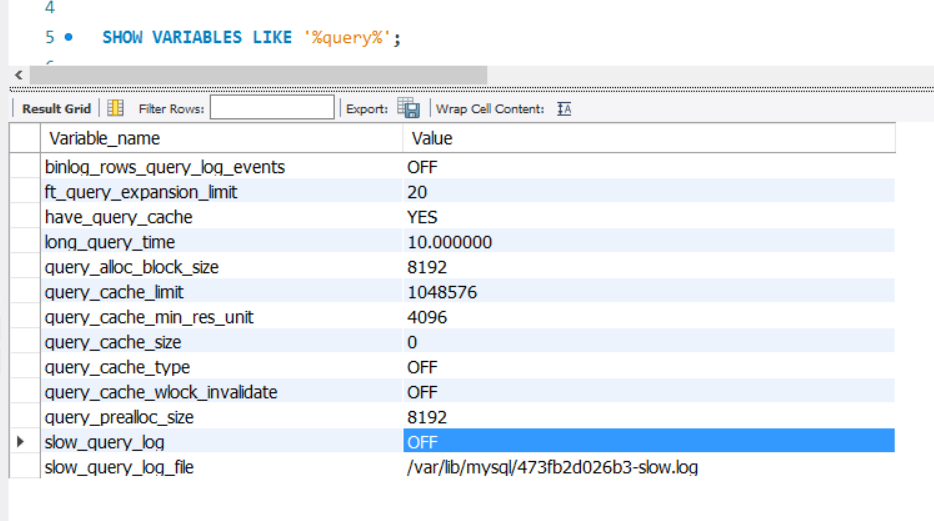 4
5 SHOW VARIABLES LIKE '%query%';
Result Grid Filter Rows: Export: Wrap Cell Content: IA
Variable_name Value
binlog_rows_query_log_events OFF
ft_query_expansion_limit 20
have_query_cache YES
long_query_time 10.000000
query_alloc_block_size 8192
query_cache_limit 1048576
query_cache_min_res_unit 4096
query_cache_size 0
query_cache_type OFF
query_cache_wlock_invalidate OFF
query_prealloc_size 8192
slow_query_log OFF
slow_query_log_file /var/lib/mysql/473fb2d026b3-slow.log